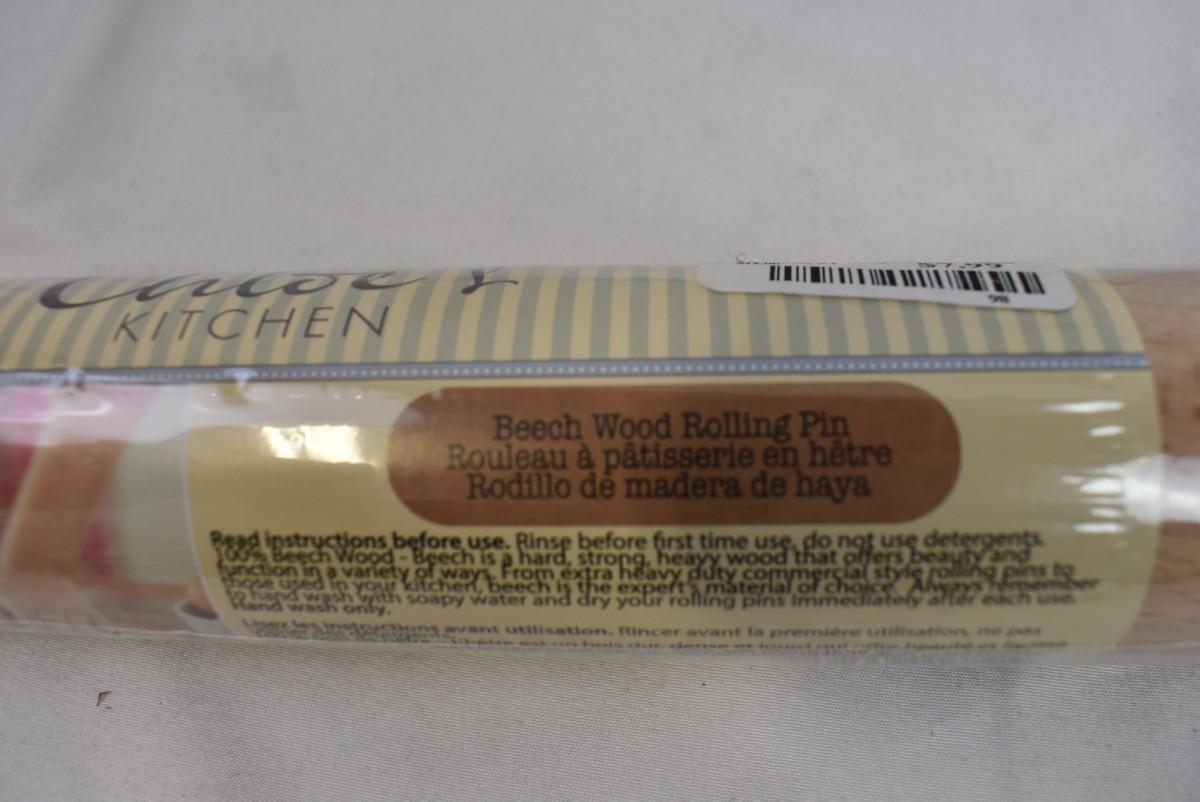 Chloe's
KITCHEN
$7.99
Beech Wood Rolling Pin
Rouleau à pâtisserie en hêtre
Rodillo de madera de haya
Read instructions before use. Rinse before first time use, do not use detergents.
100% Beech Wood - Beech is a hard, strong, heavy wood that offers beauty and
function in a variety of ways. From extra heavy duty commercial style rolling pins to
those used in your kitchen, beech is the expert's material of choice. Always remember
to hand wash with soapy water and dry your rolling pins immediately after each use.
Hand wash only.
Lisez les instructions avant utilisation. Rincer avant la première utilisation, ne pas